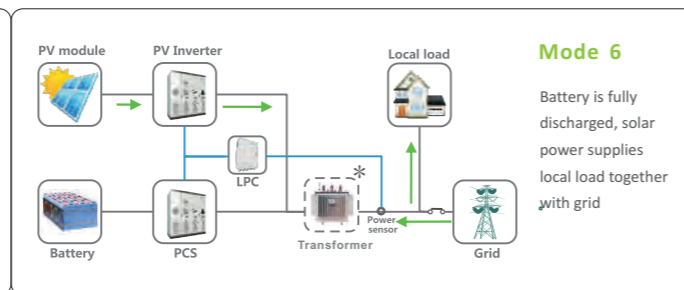 PV module
PV Inverter
Local load
Mode 6
Battery is fully
discharged, solar
power supplies
local load together
with grid
LPC
*
Power
sensor
Transformer
Battery
PCS
Grid